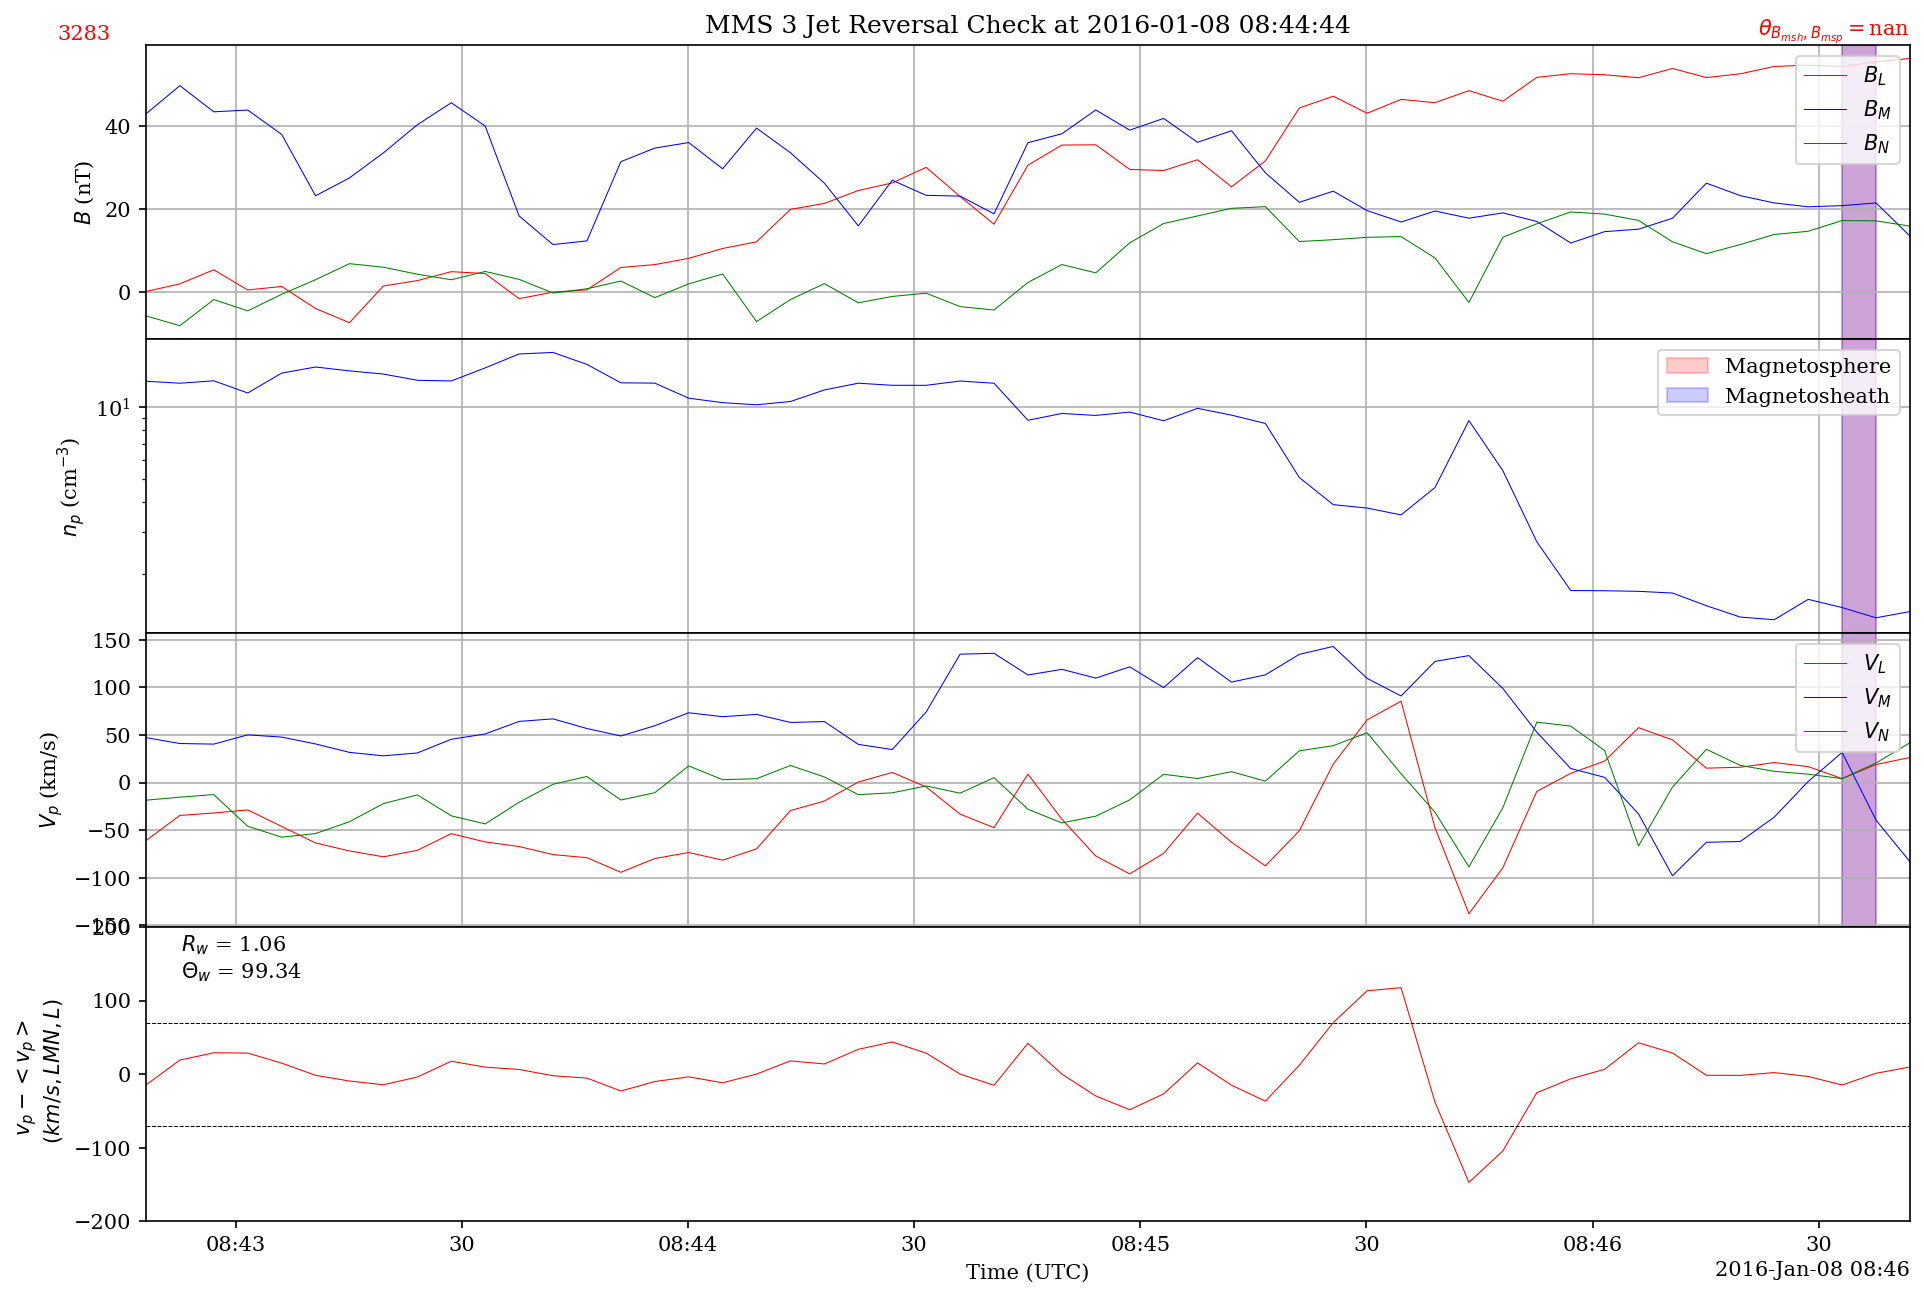 3283
MMS 3 Jet Reversal Check at 2016-01-08 08:44:44
θ_{B_{msh}, B_{msp}} = nan
B (nT)
40
20
0
B_L
B_M
B_N
n_p (cm^{-3})
10^1
Magnetosphere
Magnetosheath
V_p (km/s)
150
100
50
0
−50
−100
−150
V_L
V_M
V_N
v_p − < v_p >
(km/s, LMN, L)
200
100
0
−100
−200
R_w = 1.06
Θ_w = 99.34
08:43
30
08:44
30
08:45
30
08:46
30
Time (UTC)
2016-Jan-08 08:46